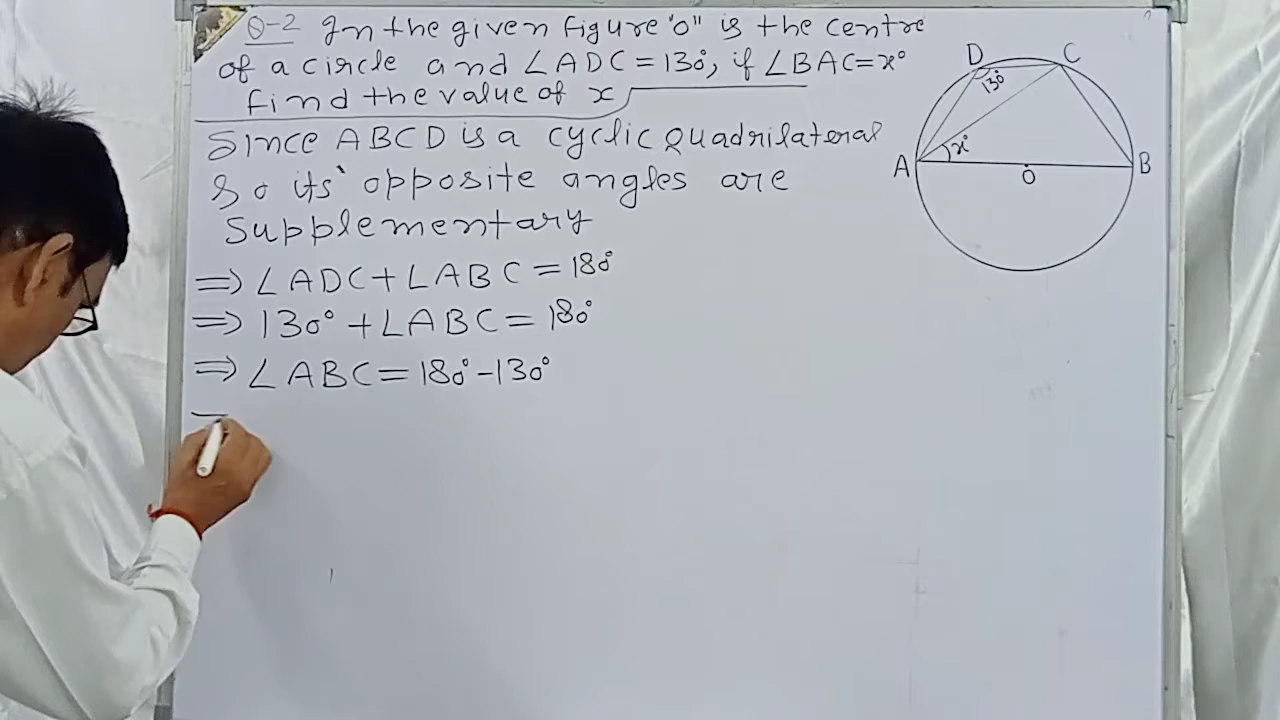 Q-2 In the given figure "O" is the centre
of a circle and ∠ADC=130°, if ∠BAC=x°
find the value of x
Since ABCD is a cyclic Quadrilateral
So its' opposite angles are
Supplementary
⇒ ∠ADC+∠ABC=180°
⇒ 130°+∠ABC=180°
⇒ ∠ABC=180°-130°
D C
130°
x°
A O B